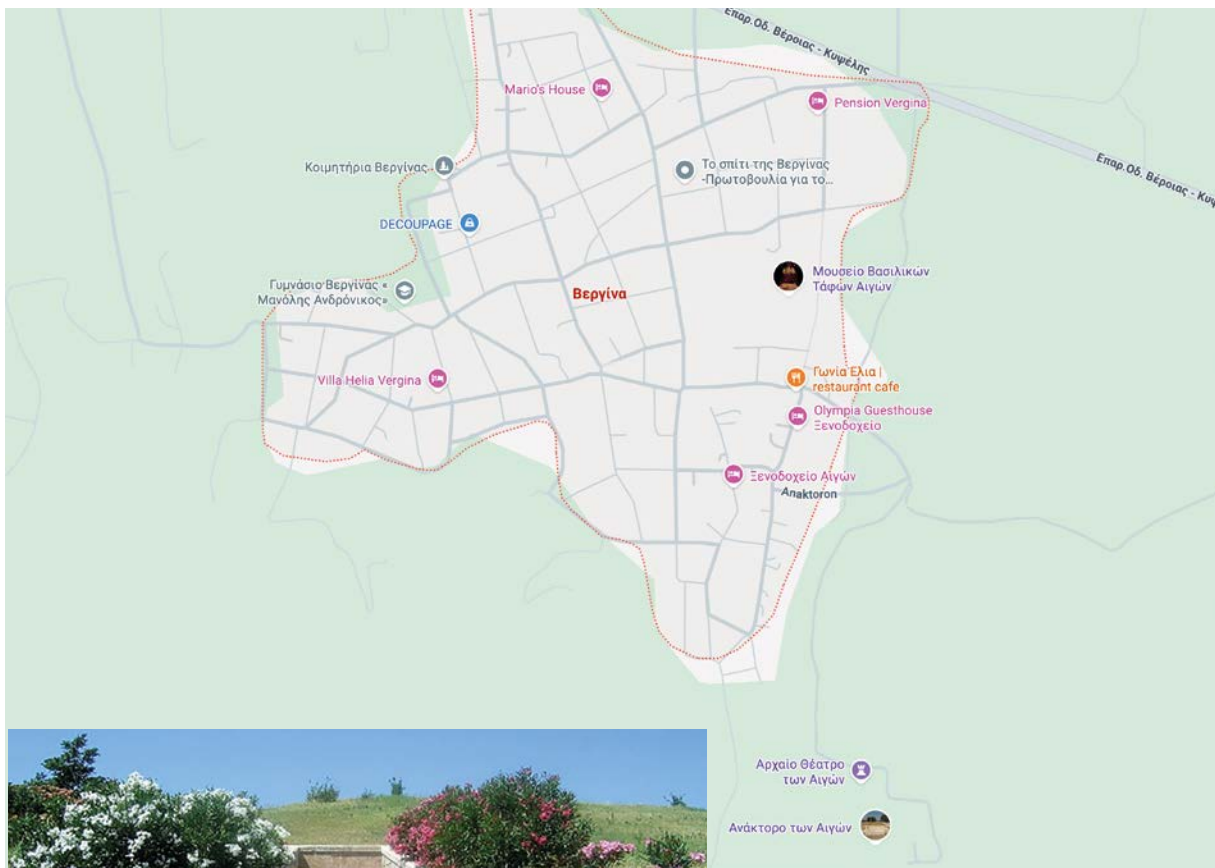 Επαρ.Οδ. Βέροιας - Κυψέλης
Mario's House
Pension Vergina
Κοιμητήρια Βεργίνας
Το σπίτι της Βεργίνας
-Πρωτοβουλία για το...
Επαρ.Οδ. Βέροιας - Κυψ
DECOUPAGE
Γυμνάσιο Βεργίνας «
Μανόλης Ανδρόνικος»
Βεργίνα
Μουσείο Βασιλικών
Τάφών Αιγών
Villa Helia Vergina
Γωνία Ελιά |
restaurant cafe
Olympia Guesthouse
Ξενοδοχείο
Ξενοδοχείο Αιγών
Anaktoron
Αρχαίο Θέατρο
των Αιγών
Ανάκτορο των Αιγών